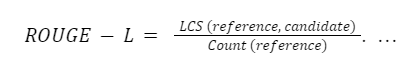 ROUGE − L = LCS (reference, candidate) / Count (reference) . ...